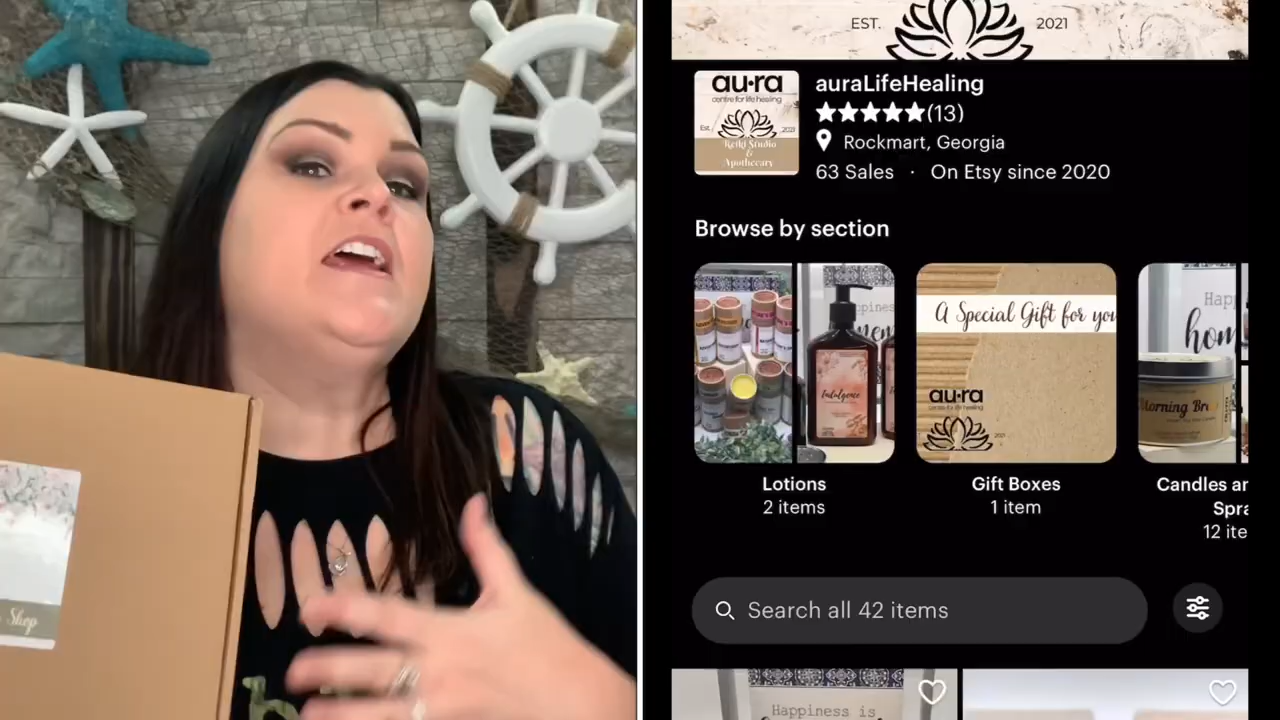 Shop
EST.
2021
au·ra
centre for life healing
Est.
2021
Reiki Studio
&
Apothecary
auraLifeHealing
(13)
Rockmart, Georgia
63 Sales · On Etsy since 2020
Browse by section
Indulgence
Lotions
2 items
A Special Gift for you
au·ra
centre for life healing
2021
Gift Boxes
1 item
Happ
hom
Morning Br
Candles ar
Spra
12 ite
Search all 42 items
Happiness is